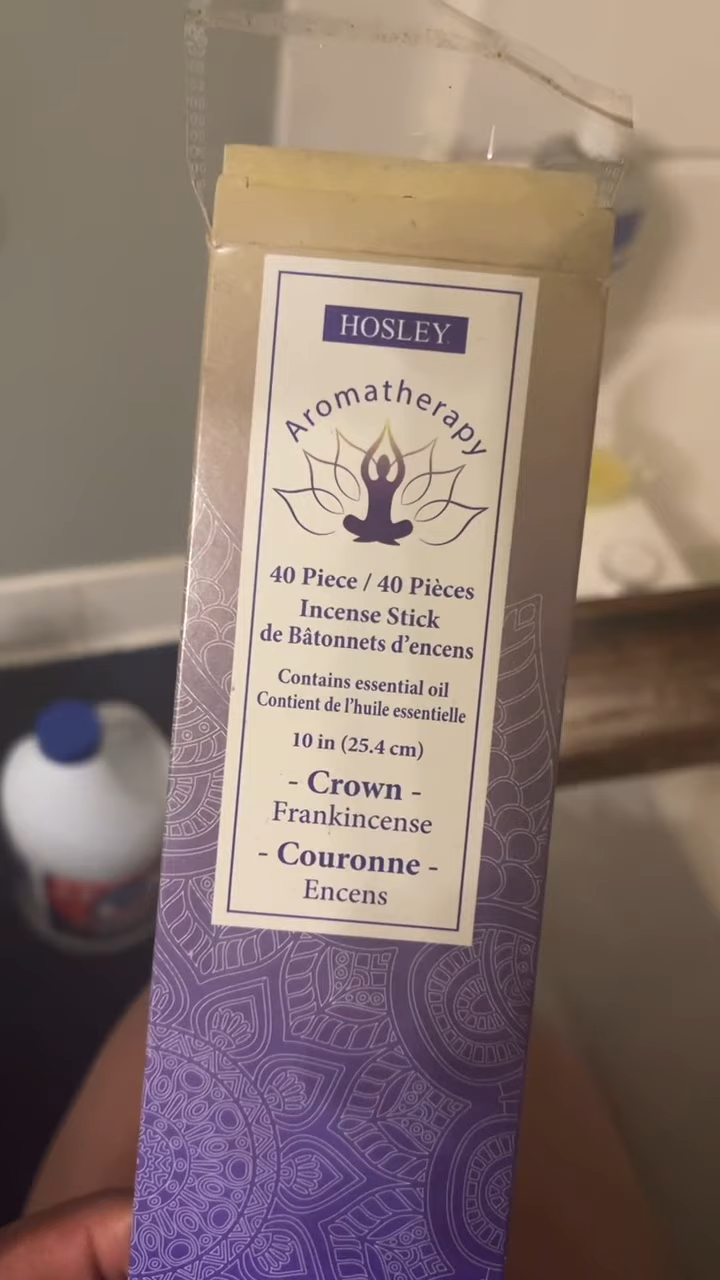 HOSLEY
Aromatherapy
40 Piece / 40 Pièces
Incense Stick
de Bâtonnets d'encens
Contains essential oil
Contient de l'huile essentielle
10 in (25.4 cm)
- Crown -
Frankincense
- Couronne -
Encens